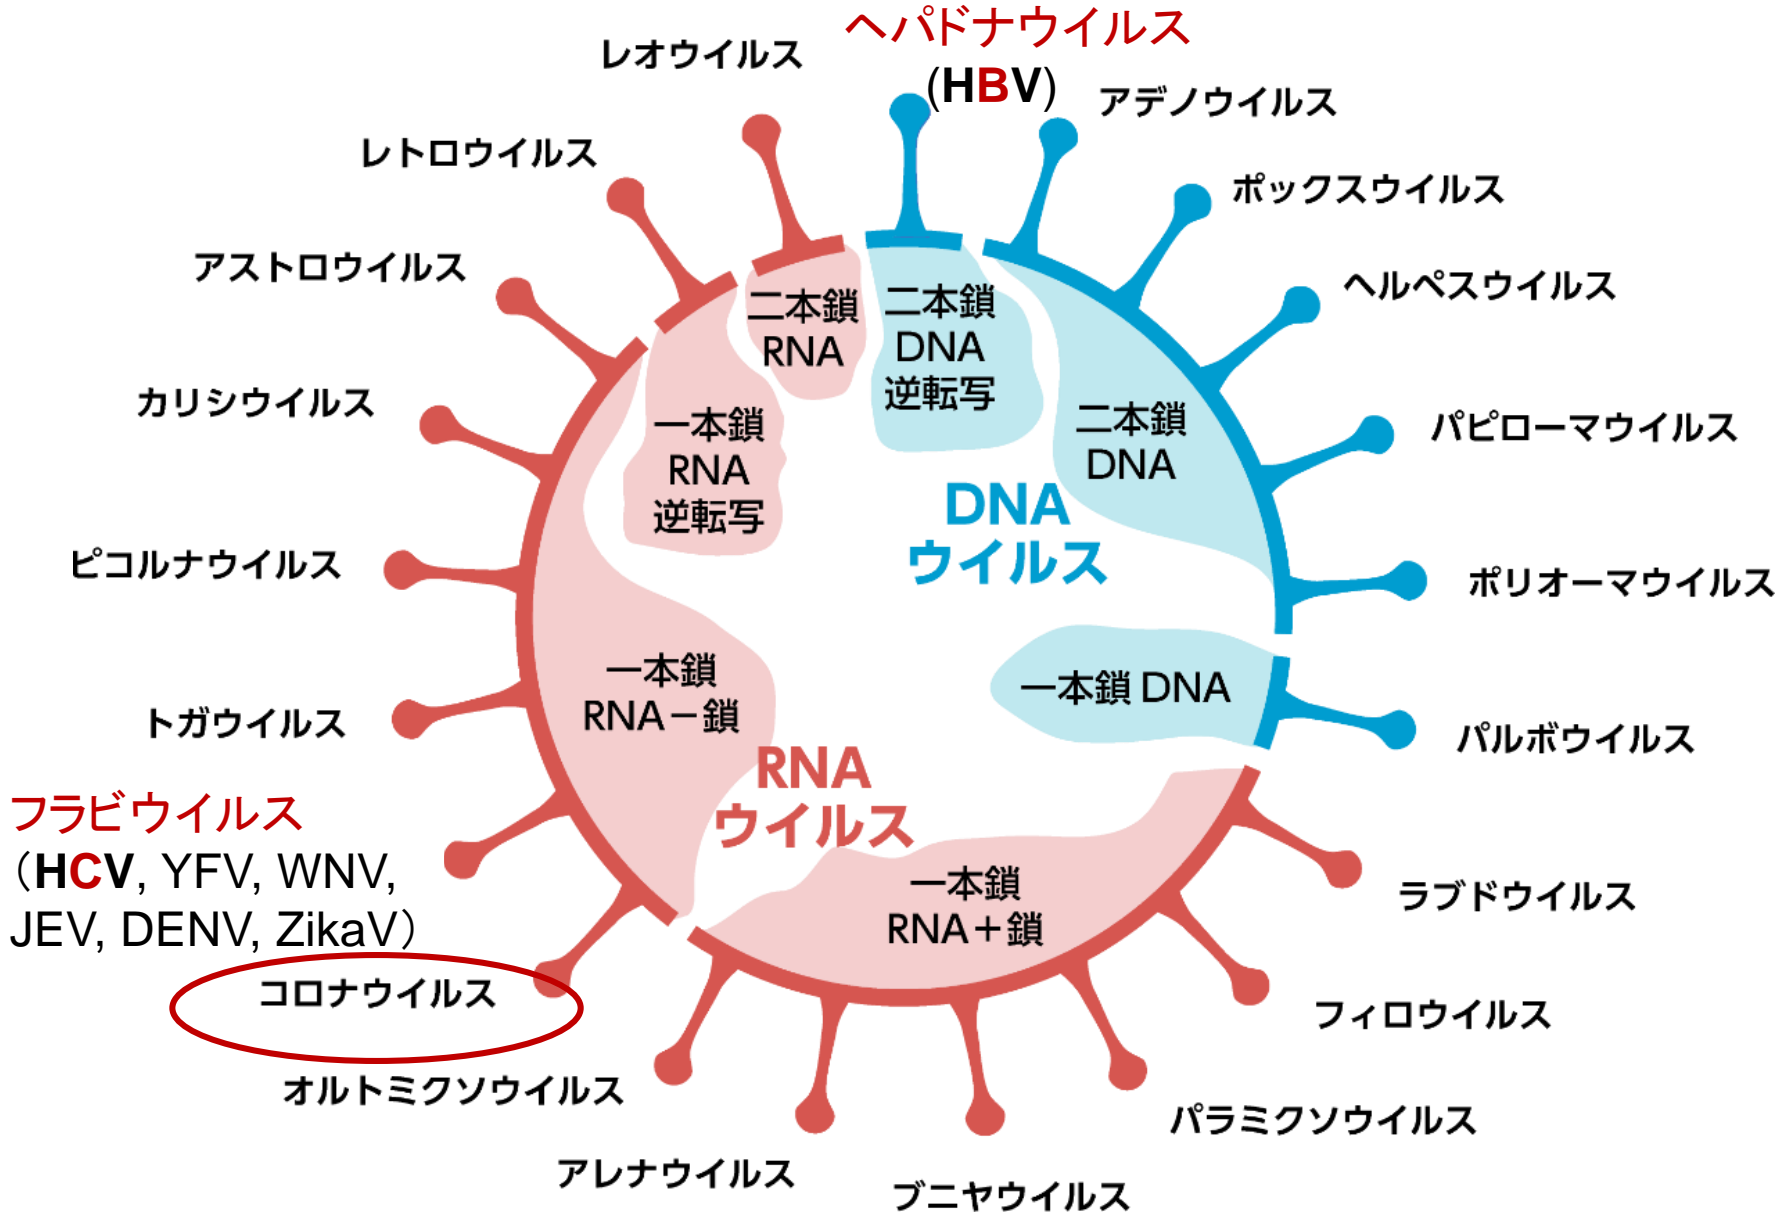 ヘパドナウイルス
(HBV)
レオウイルス
アデノウイルス
レトロウイルス
ポックスウイルス
アストロウイルス
ヘルペスウイルス
カリシウイルス
パピローマウイルス
ピコルナウイルス
ポリオーマウイルス
トガウイルス
パルボウイルス
フラビウイルス
（HCV, YFV, WNV,
JEV, DENV, ZikaV）
ラブドウイルス
コロナウイルス
フィロウイルス
オルトミクソウイルス
パラミクソウイルス
アレナウイルス
ブニヤウイルス
二本鎖
RNA
二本鎖
DNA
逆転写
一本鎖
RNA
逆転写
二本鎖
DNA
DNA
ウイルス
一本鎖
RNA－鎖
一本鎖 DNA
RNA
ウイルス
一本鎖
RNA＋鎖